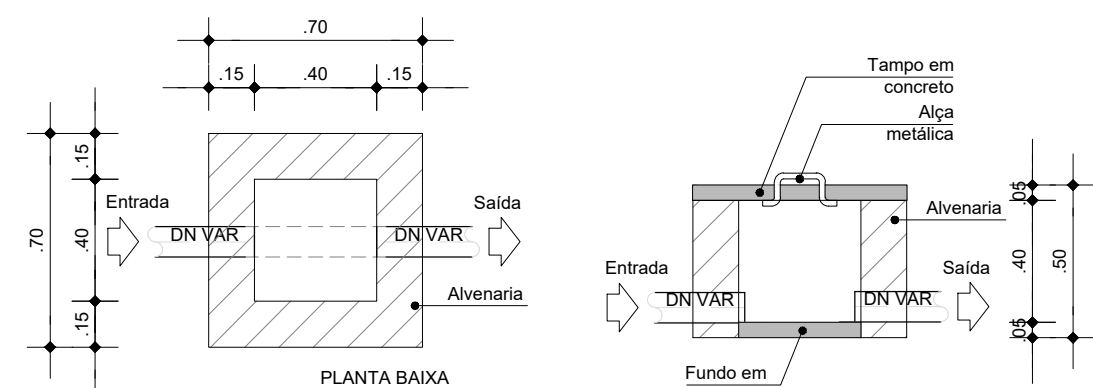 .70
.15 .40 .15
.70
.15
.40
.15
Entrada
Saída
DN VAR
DN VAR
Alvenaria
PLANTA BAIXA
Tampo em
concreto
Alça
metálica
Alvenaria
Entrada
Saída
DN VAR
DN VAR
Fundo em
.05
.40
.05
.50